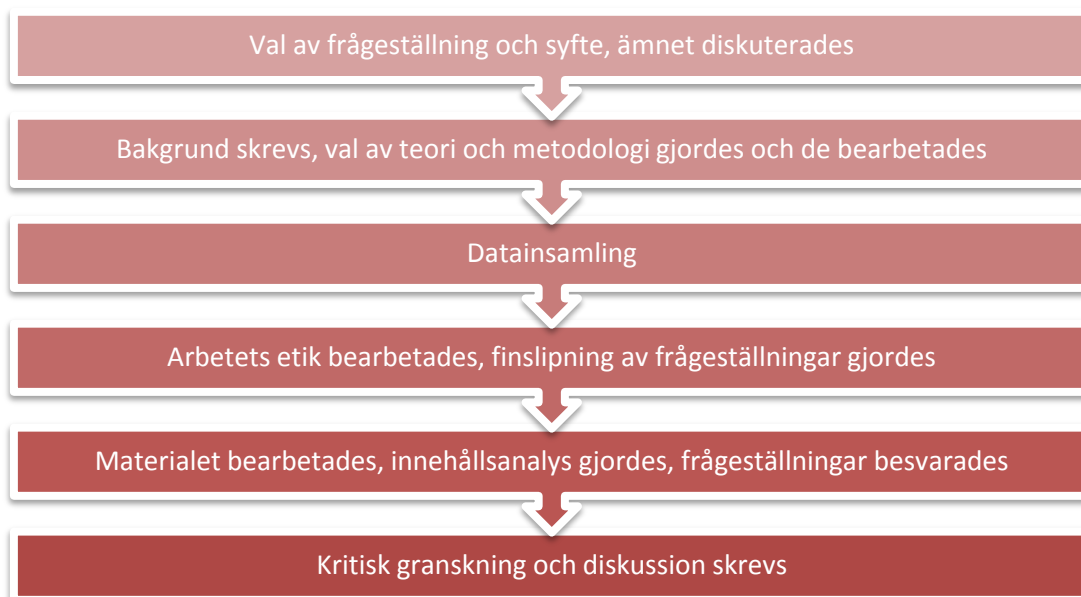 Val av frågeställning och syfte, ämnet diskuterades
Bakgrund skrevs, val av teori och metodologi gjordes och de bearbetades
Datainsamling
Arbetets etik bearbetades, finslipning av frågeställningar gjordes
Materialet bearbetades, innehållsanalys gjordes, frågeställningar besvarades
Kritisk granskning och diskussion skrevs